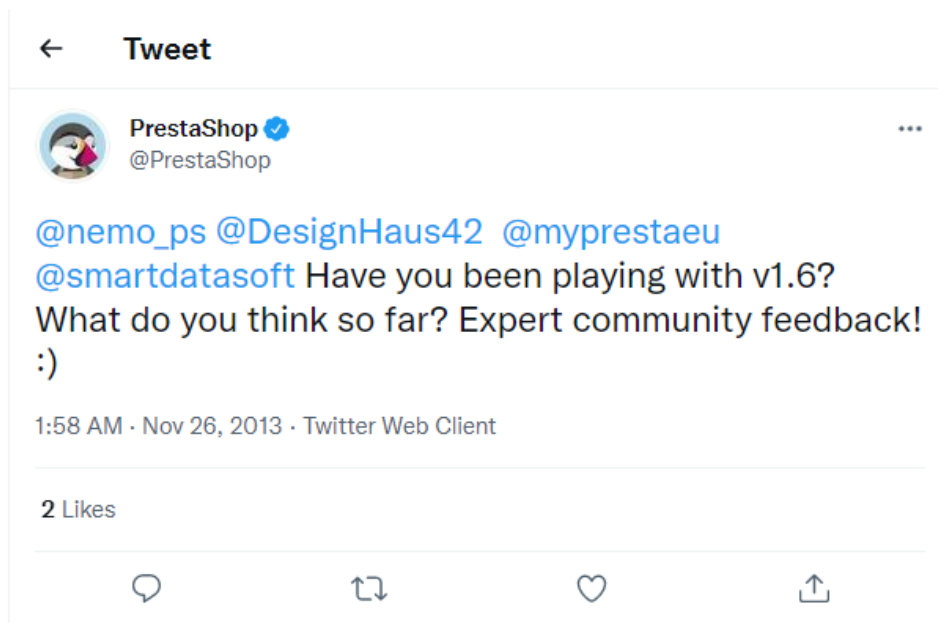 Tweet
PrestaShop
@PrestaShop
@nemo_ps @DesignHaus42 @myprestaeu
@smartdatasoft Have you been playing with v1.6?
What do you think so far? Expert community feedback!
:)
1:58 AM · Nov 26, 2013 · Twitter Web Client
2 Likes